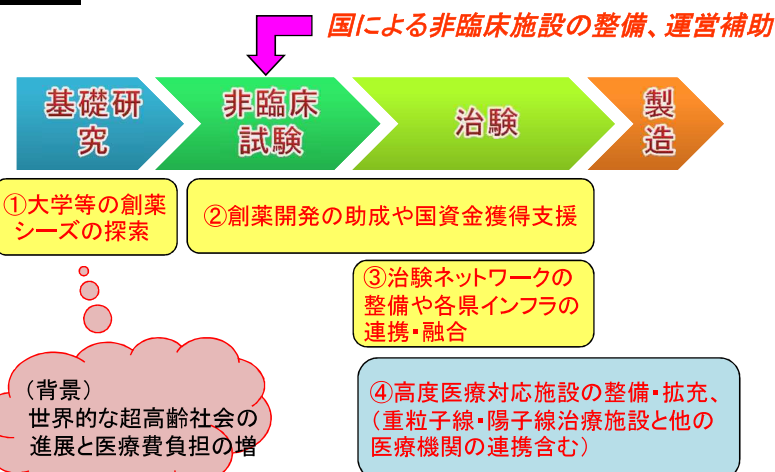 国による非臨床施設の整備、運営補助
基礎研
究
非臨床
試験
治験
製
造
①大学等の創薬
シーズの探索
②創薬開発の助成や国資金獲得支援
③治験ネットワークの
整備や各県インフラの
連携・融合
(背景)
世界的な超高齢社会の
進展と医療費負担の増
④高度医療対応施設の整備・拡充、
(重粒子線・陽子線治療施設と他の
医療機関の連携含む)